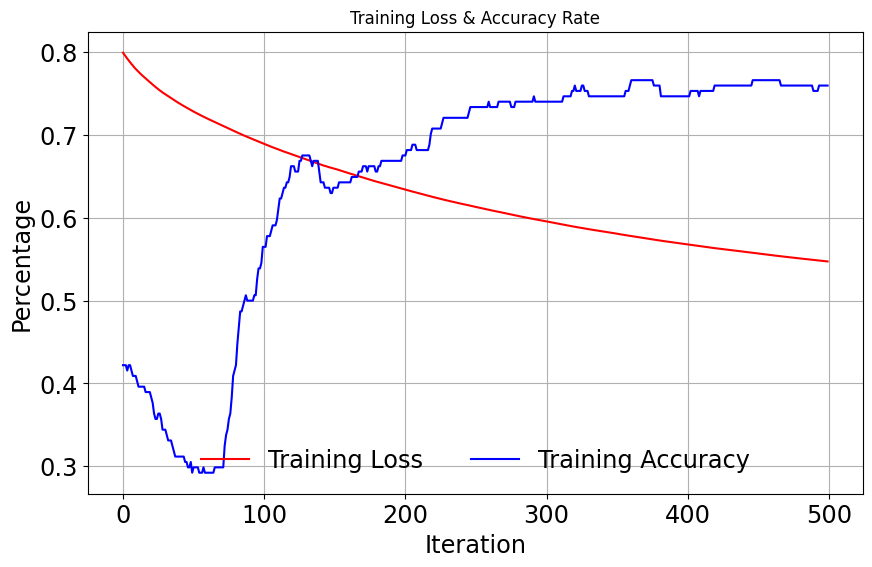 Training Loss & Accuracy Rate
0.8
0.7
0.6
0.5
0.4
0.3
Percentage
Training Loss
Training Accuracy
0 100 200 300 400 500
Iteration